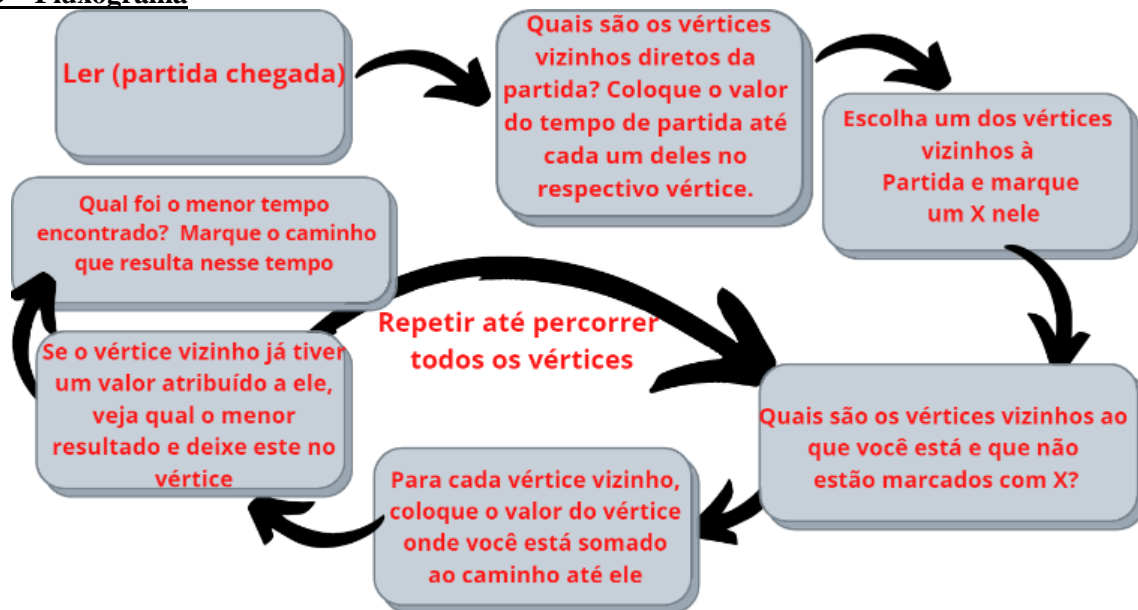 Fluxograma
Ler (partida chegada)
Quais são os vértices
vizinhos diretos da
partida? Coloque o valor
do tempo de partida até
cada um deles no
respectivo vértice.
Escolha um dos vértices
vizinhos à
Partida e marque
um X nele
Quais são os vértices vizinhos ao
que você está e que não
estão marcados com X?
Para cada vértice vizinho,
coloque o valor do vértice
onde você está somado
ao caminho até ele
Se o vértice vizinho já tiver
um valor atribuído a ele,
veja qual o menor
resultado e deixe este no
vértice
Repetir até percorrer
todos os vértices
Qual foi o menor tempo
encontrado? Marque o caminho
que resulta nesse tempo